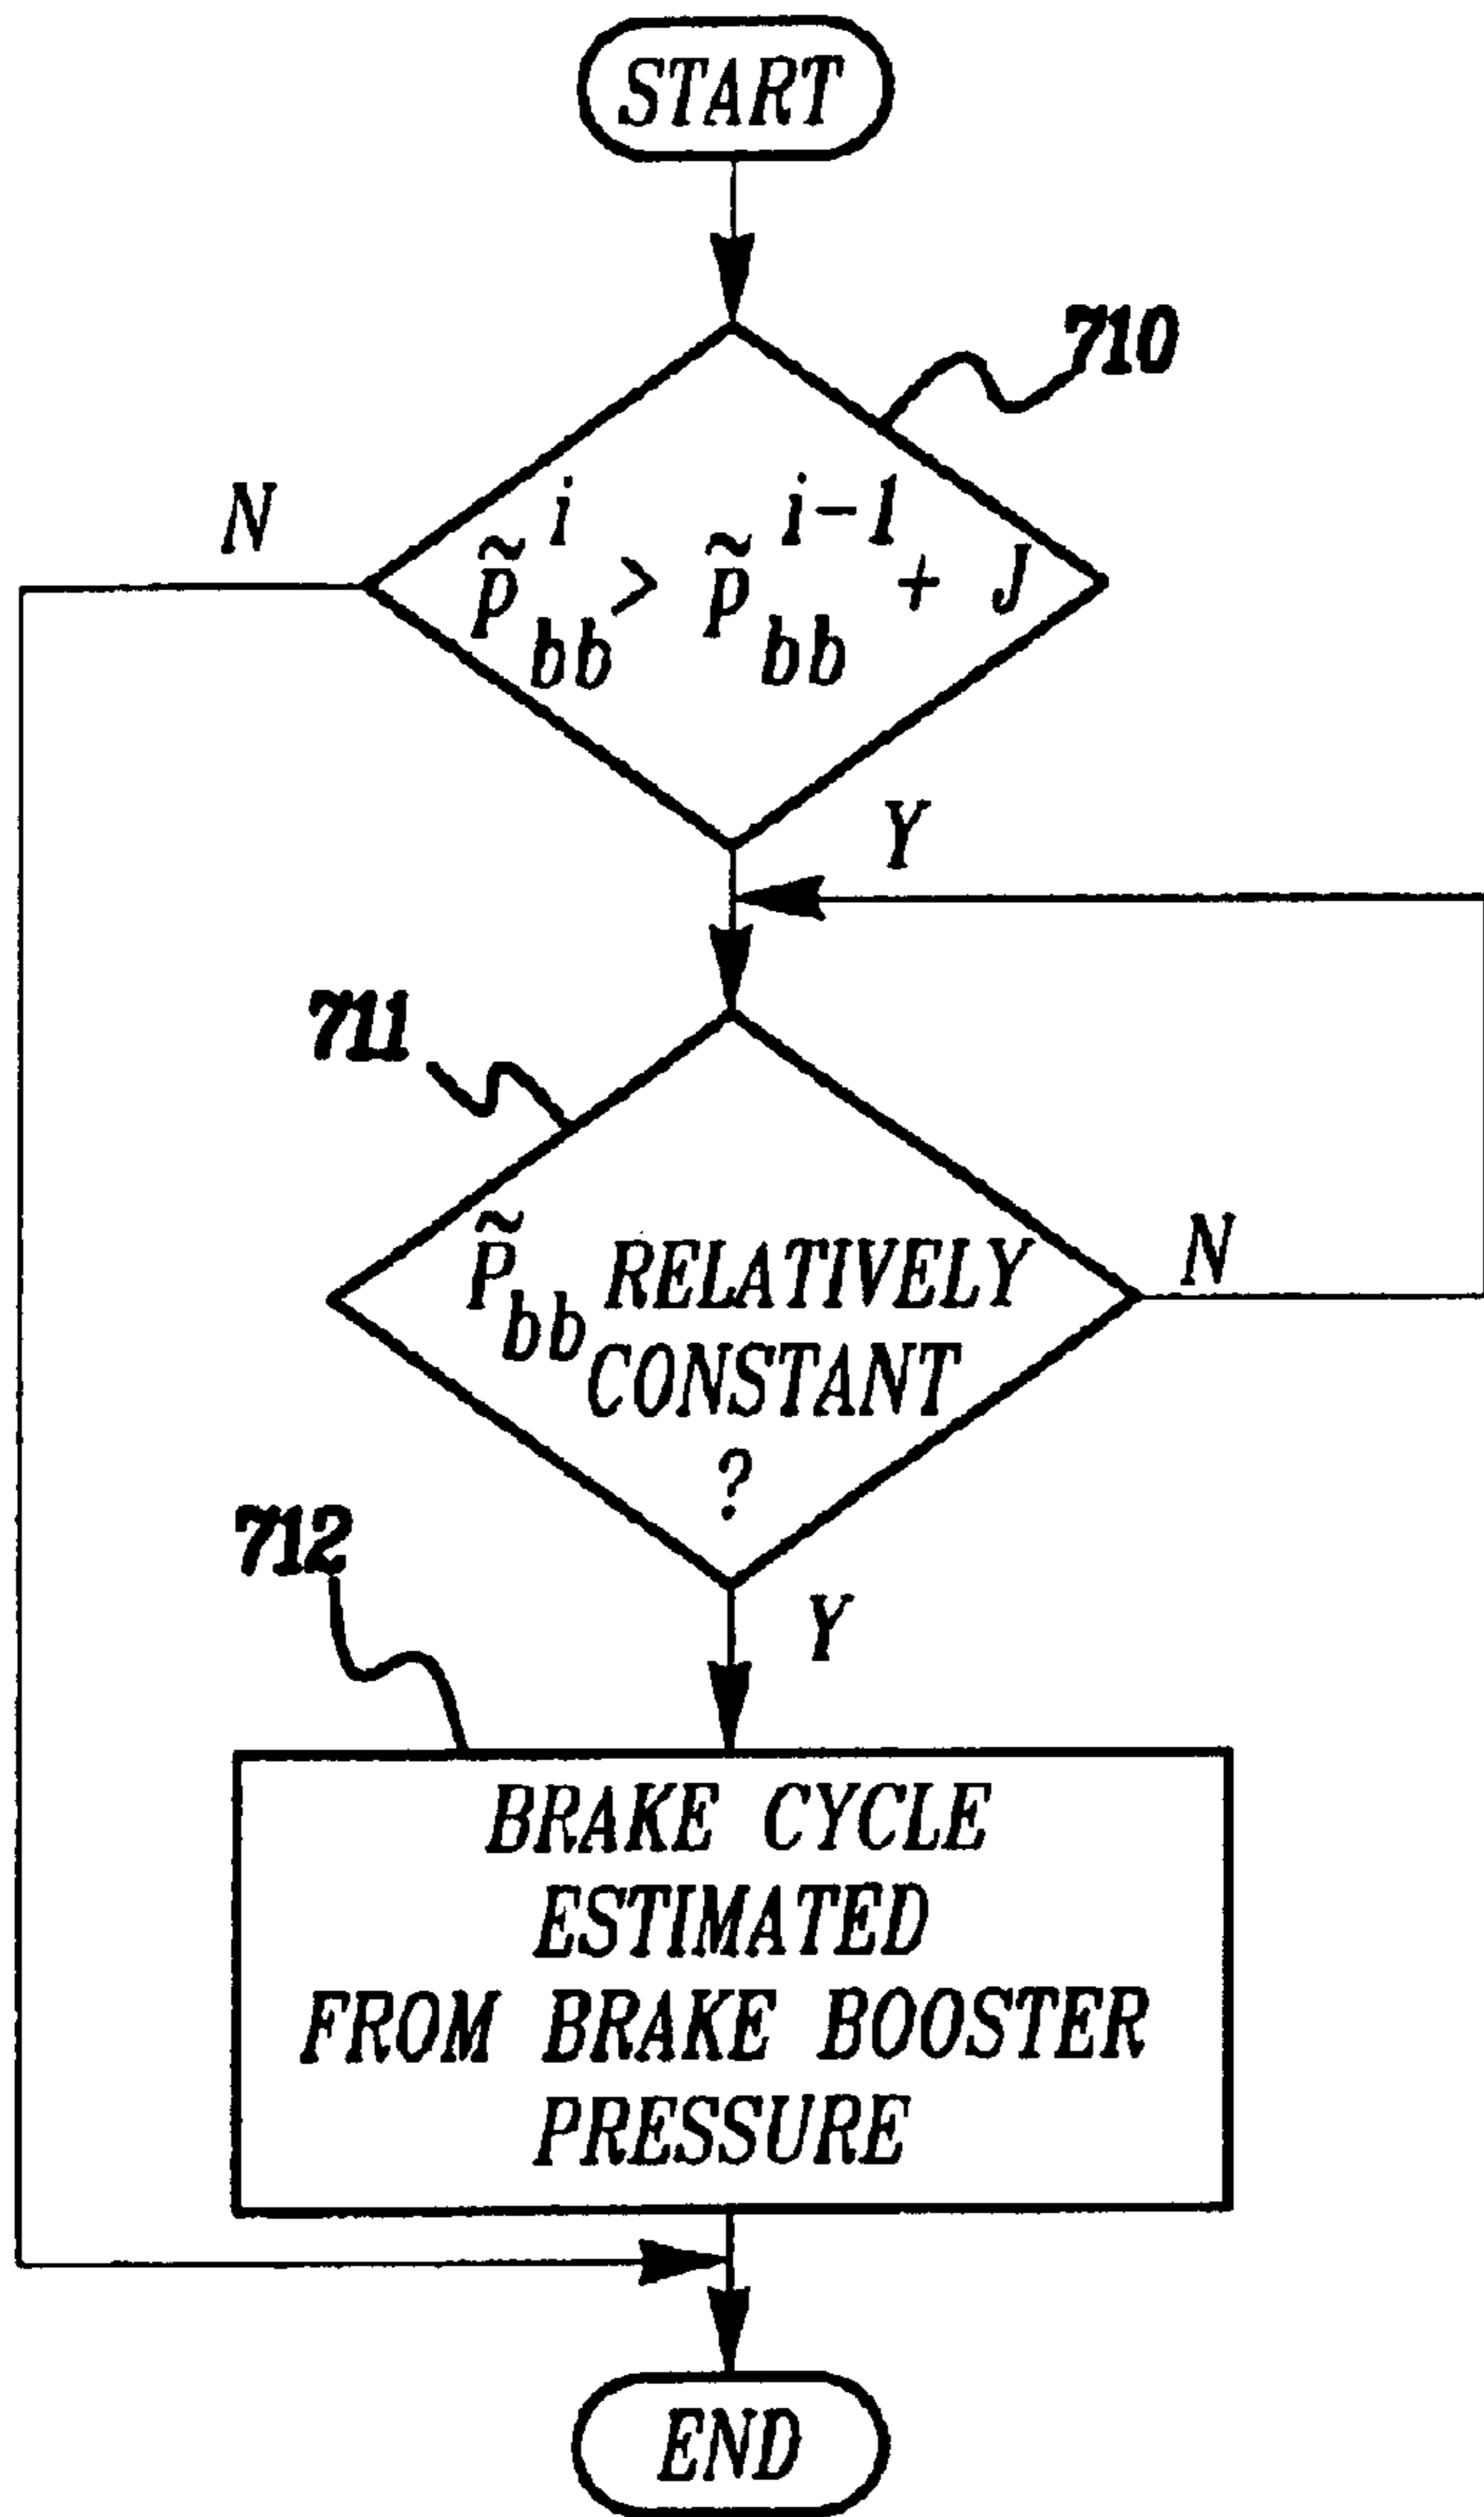 START
710
N
p̃ i bb > p̃ i-1 bb + J
Y
711
P̃bb RELATIVELY
CONSTANT
?
N
712
Y
BRAKE CYCLE
ESTIMATED
FROM BRAKE BOOSTER
PRESSURE
END